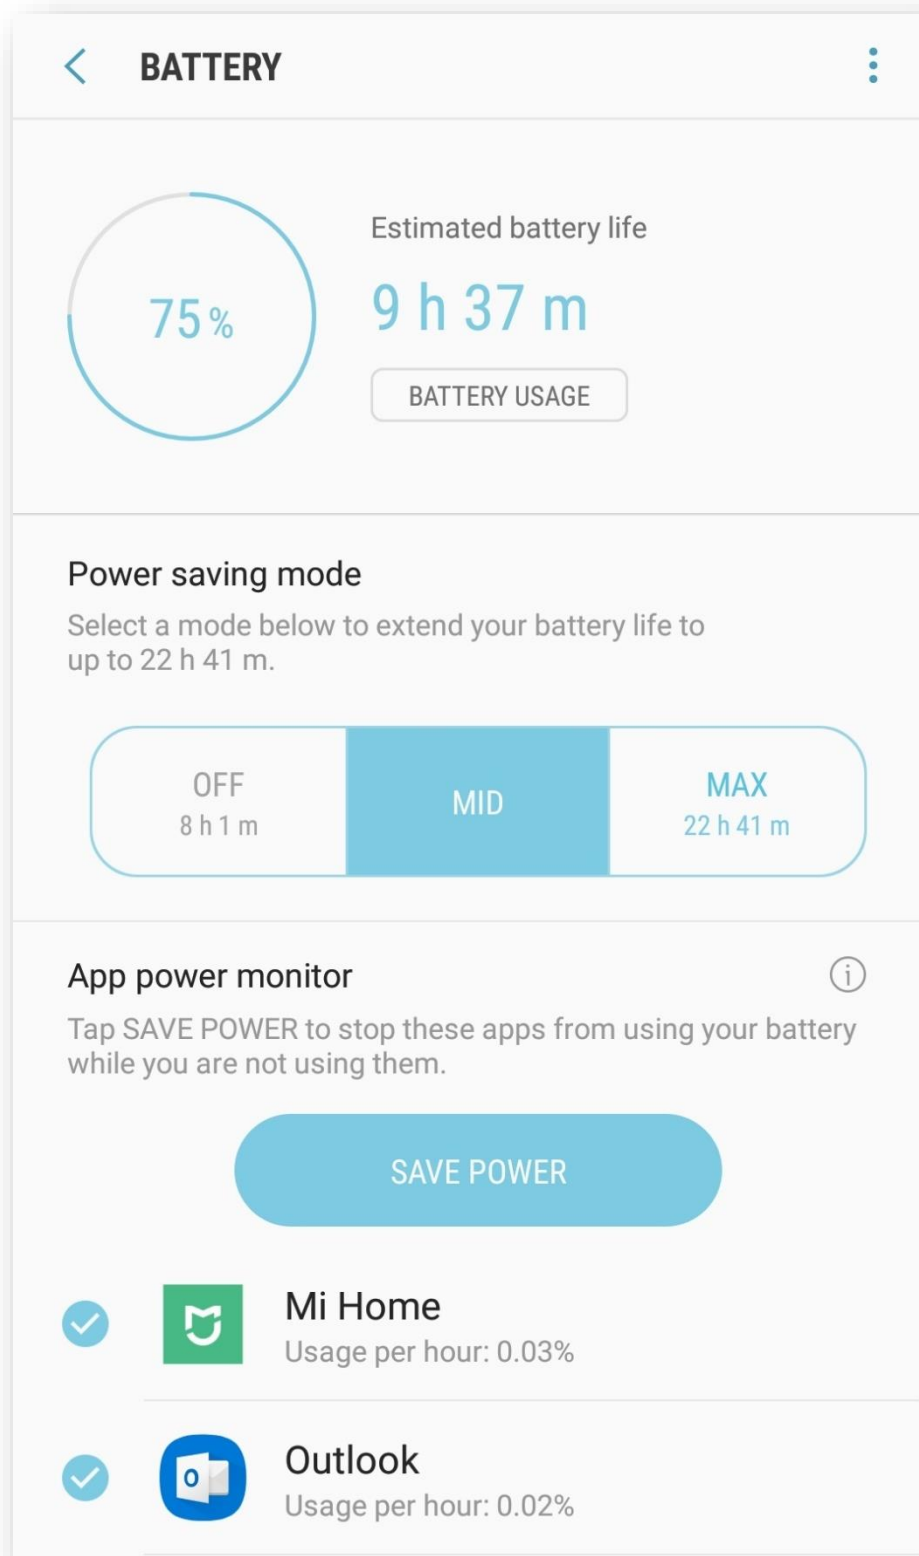 BATTERY
75%
Estimated battery life
9 h 37 m
BATTERY USAGE
Power saving mode
Select a mode below to extend your battery life to
up to 22 h 41 m.
OFF
8 h 1 m
MID
MAX
22 h 41 m
App power monitor
Tap SAVE POWER to stop these apps from using your battery
while you are not using them.
SAVE POWER
Mi Home
Usage per hour: 0.03%
Outlook
Usage per hour: 0.02%